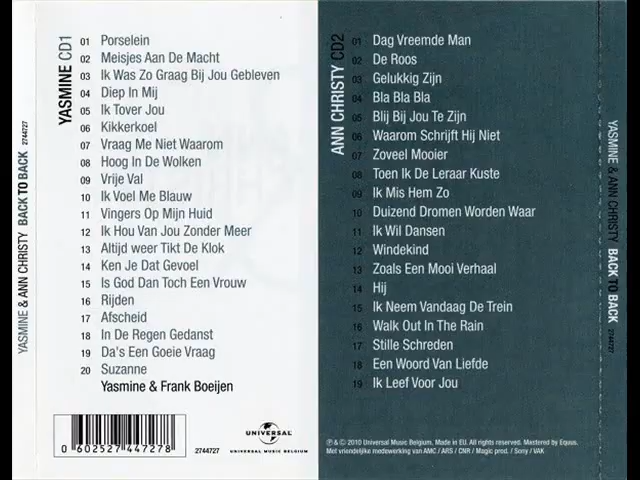 YASMINE & ANN CHRISTY BACK TO BACK 2744727
YASMINE CD1
01 Porselein
02 Meisjes Aan De Macht
03 Ik Was Zo Graag Bij Jou Gebleven
04 Diep In Mij
05 Ik Tover Jou
06 Kikkerkoel
07 Vraag Me Niet Waarom
08 Hoog In De Wolken
09 Vrije Val
10 Ik Voel Me Blauw
11 Vingers Op Mijn Huid
12 Ik Hou Van Jou Zonder Meer
13 Altijd weer Tikt De Klok
14 Ken Je Dat Gevoel
15 Is God Dan Toch Een Vrouw
16 Rijden
17 Afscheid
18 In De Regen Gedanst
19 Da's Een Goeie Vraag
20 Suzanne
Yasmine & Frank Boeijen
0 602527 447278
2744727
UNIVERSAL
UNIVERSAL MUSIC BELGIUM
ANN CHRISTY CD2
01 Dag Vreemde Man
02 De Roos
03 Gelukkig Zijn
04 Bla Bla Bla
05 Blij Bij Jou Te Zijn
06 Waarom Schrijft Hij Niet
07 Zoveel Mooier
08 Toen Ik De Leraar Kuste
09 Ik Mis Hem Zo
10 Duizend Dromen Worden Waar
11 Ik Wil Dansen
12 Windekind
13 Zoals Een Mooi Verhaal
14 Hij
15 Ik Neem Vandaag De Trein
16 Walk Out In The Rain
17 Stille Schreden
18 Een Woord Van Liefde
19 Ik Leef Voor Jou
℗ & © 2010 Universal Music Belgium. Made in EU. All rights reserved. Mastered by Equus.
Met vriendelijke medewerking van AMC / ARS / CNR / Magic prod. / Sony / VAK
YASMINE & ANN CHRISTY BACK TO BACK 2744727